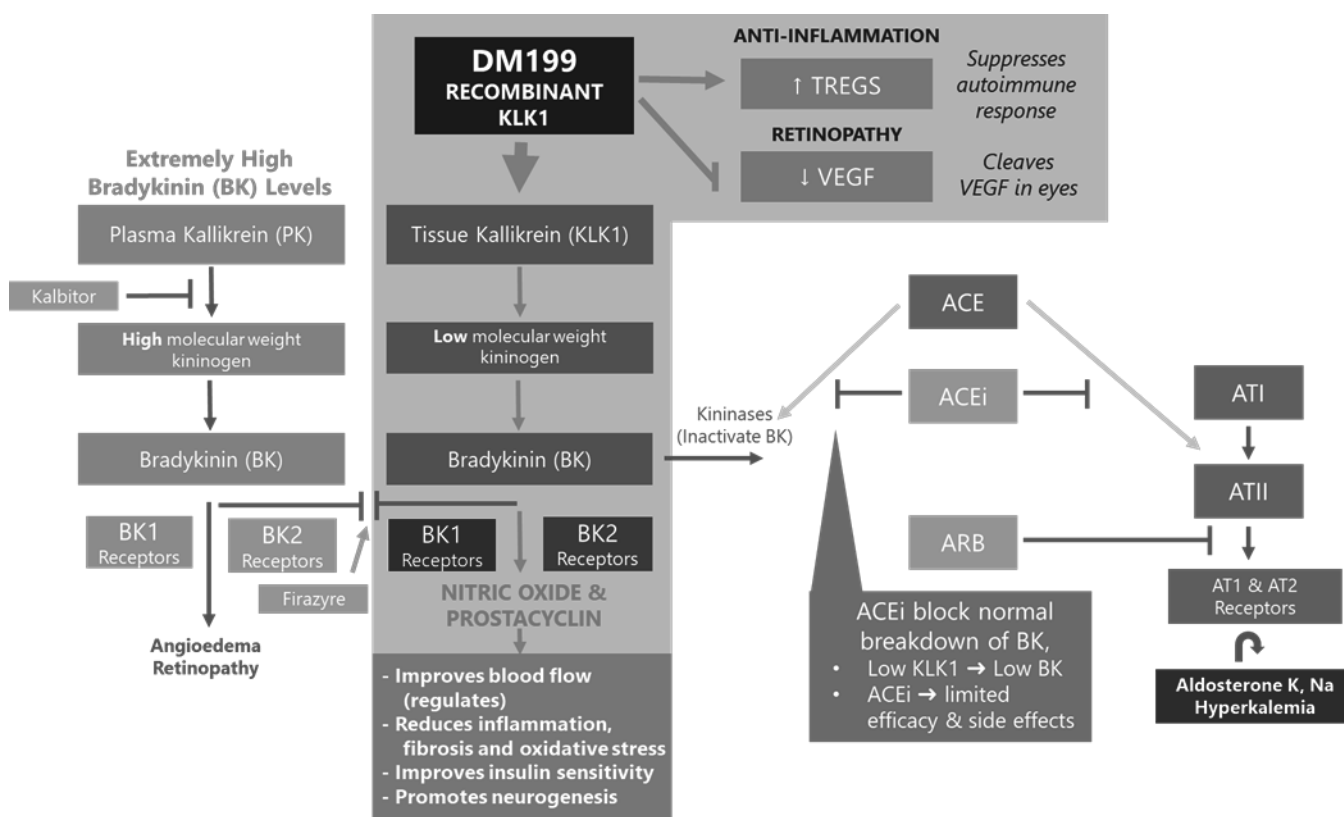 DM199
RECOMBINANT
KLK1
ANTI-INFLAMMATION
↑ TREGS
Suppresses
autoimmune
response
RETINOPATHY
↓ VEGF
Cleaves
VEGF in eyes
Extremely High
Bradykinin (BK) Levels
Plasma Kallikrein (PK)
Kalbitor
High molecular weight
kininogen
Bradykinin (BK)
BK1
Receptors
BK2
Receptors
Firazyre
Angioedema
Retinopathy
Tissue Kallikrein (KLK1)
Low molecular weight
kininogen
Bradykinin (BK)
BK1
Receptors
BK2
Receptors
NITRIC OXIDE &
PROSTACYCLIN
- Improves blood flow
(regulates)
- Reduces inflammation,
fibrosis and oxidative stress
- Improves insulin sensitivity
- Promotes neurogenesis
Kininases
(Inactivate BK)
ACE
ACEi
ARB
ACEi block normal
breakdown of BK,
• Low KLK1 → Low BK
• ACEi → limited
efficacy & side effects
ATI
ATII
AT1 & AT2
Receptors
Aldosterone K, Na
Hyperkalemia